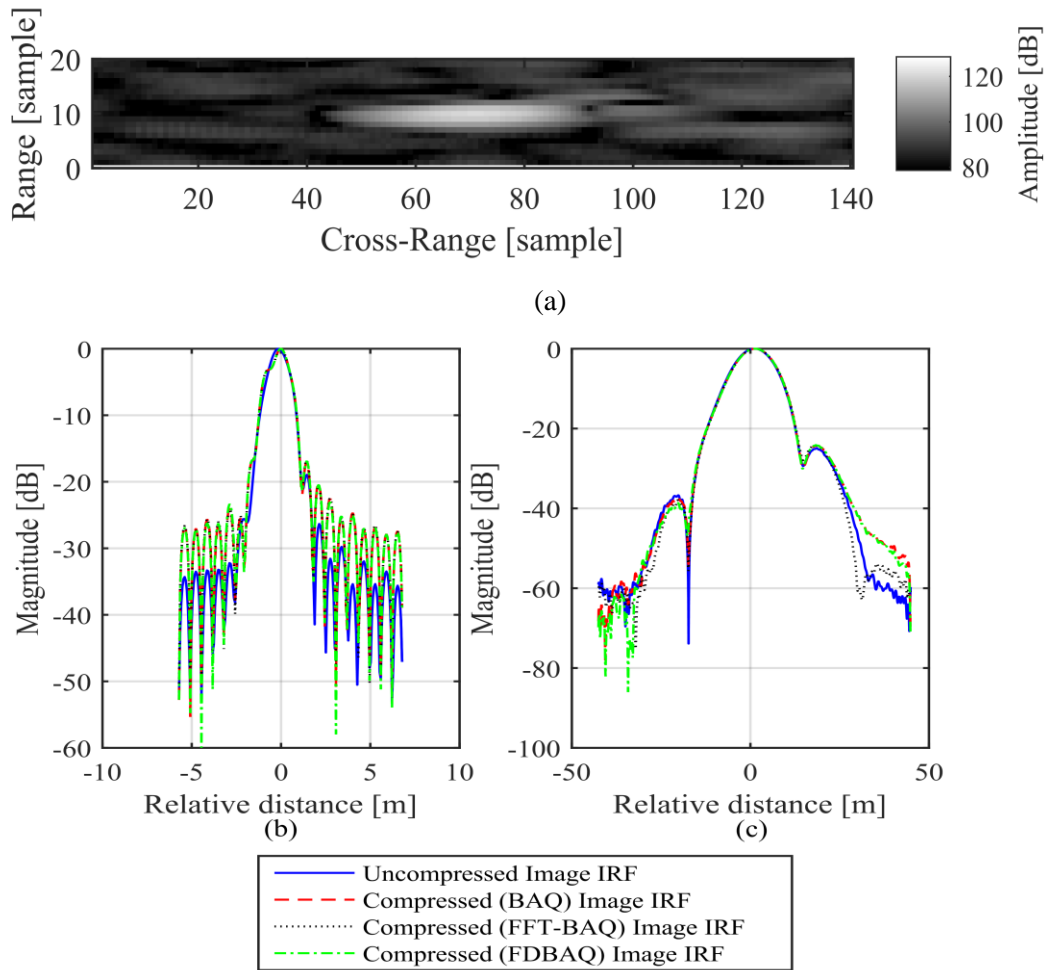 Range [sample]
20
10
0
20
40
60
80
100
120
140
Cross-Range [sample]
120
100
80
Amplitude [dB]
(a)
Magnitude [dB]
0
-10
-20
-30
-40
-50
-60
-10
-5
0
5
10
Relative distance [m]
(b)
Magnitude [dB]
0
-20
-40
-60
-80
-100
-50
0
50
Relative distance [m]
(c)
Uncompressed Image IRF
Compressed (BAQ) Image IRF
Compressed (FFT-BAQ) Image IRF
Compressed (FDBAQ) Image IRF